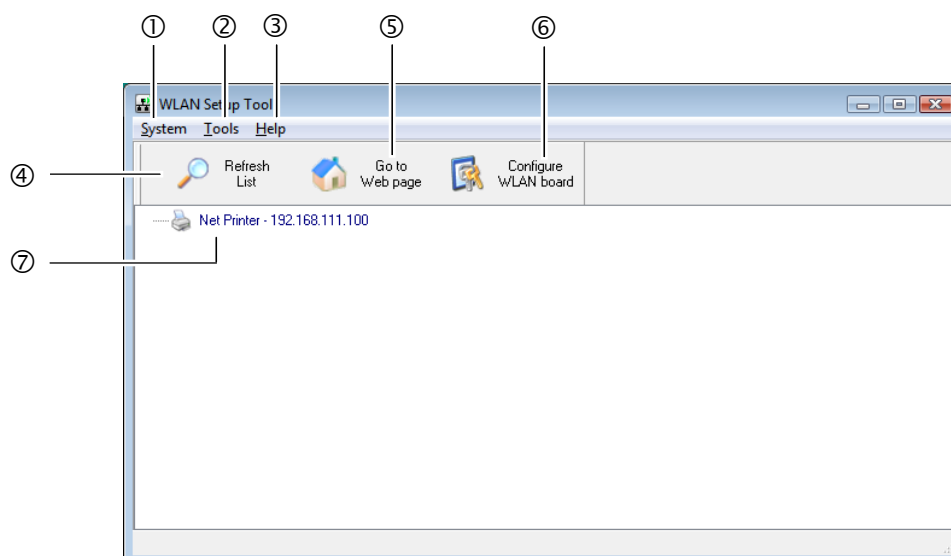 ① ② ③ ⑤ ⑥
WLAN Setup Tool
System Tools Help
④
Refresh
List
Go to
Web page
Configure
WLAN board
Net Printer - 192.168.111.100
⑦